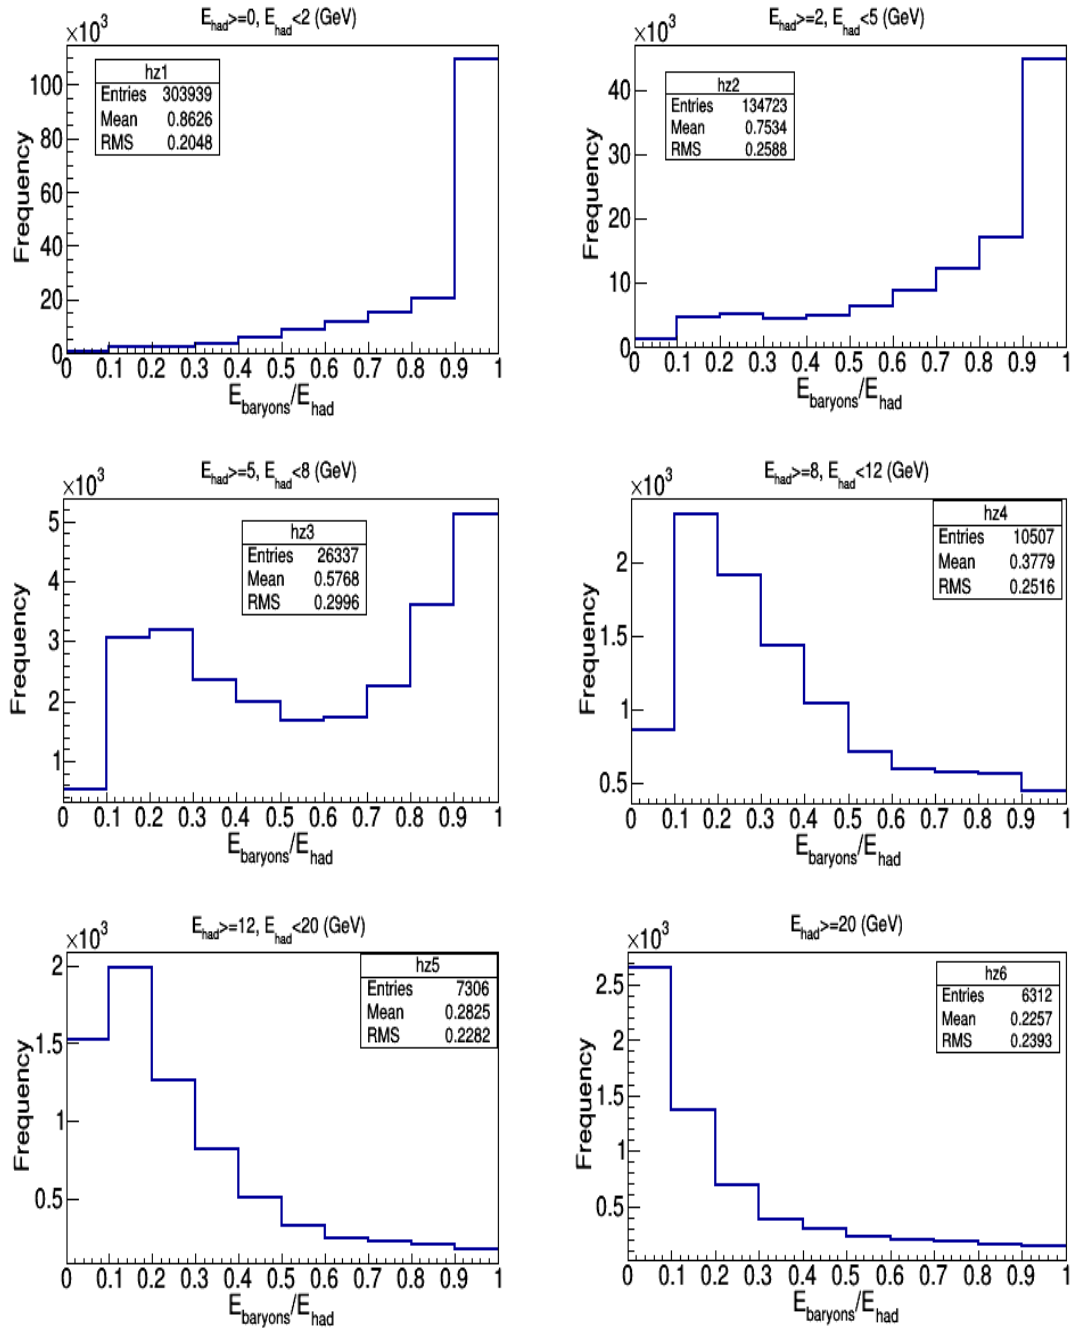 E_had>=0, E_had<2 (GeV)
×10³
hz1
Entries 303939
Mean 0.8626
RMS 0.2048
Frequency
100
80
60
40
20
0
0 0.1 0.2 0.3 0.4 0.5 0.6 0.7 0.8 0.9 1
E_baryons/E_had
E_had>=2, E_had<5 (GeV)
×10³
hz2
Entries 134723
Mean 0.7534
RMS 0.2588
Frequency
40
30
20
10
0
0 0.1 0.2 0.3 0.4 0.5 0.6 0.7 0.8 0.9 1
E_baryons/E_had
E_had>=5, E_had<8 (GeV)
×10³
hz3
Entries 26337
Mean 0.5768
RMS 0.2996
Frequency
5
4
3
2
1
0 0.1 0.2 0.3 0.4 0.5 0.6 0.7 0.8 0.9 1
E_baryons/E_had
E_had>=8, E_had<12 (GeV)
×10³
hz4
Entries 10507
Mean 0.3779
RMS 0.2516
Frequency
2
1.5
1
0.5
0 0.1 0.2 0.3 0.4 0.5 0.6 0.7 0.8 0.9 1
E_baryons/E_had
E_had>=12, E_had<20 (GeV)
×10³
hz5
Entries 7306
Mean 0.2825
RMS 0.2282
Frequency
2
1.5
1
0.5
0 0.1 0.2 0.3 0.4 0.5 0.6 0.7 0.8 0.9 1
E_baryons/E_had
E_had>=20 (GeV)
×10³
hz6
Entries 6312
Mean 0.2257
RMS 0.2393
Frequency
2.5
2
1.5
1
0.5
0 0.1 0.2 0.3 0.4 0.5 0.6 0.7 0.8 0.9 1
E_baryons/E_had